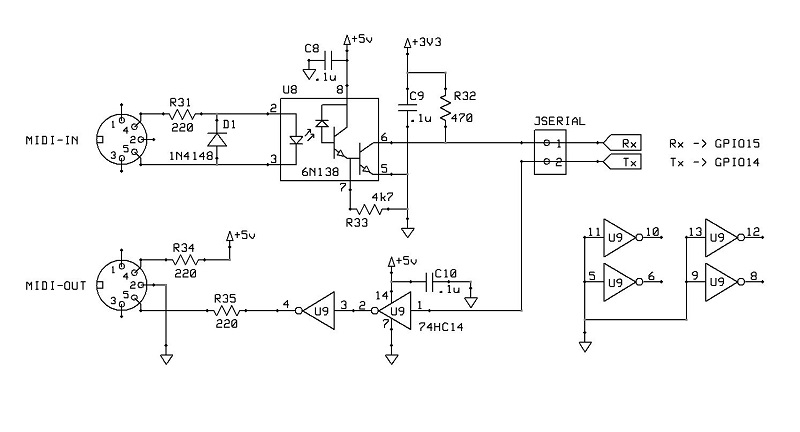 +5v
+3V3
C8
.1u
U8
8
C9
.1u
R32
470
JSERIAL
R31
220
2
D1
1
4
2
5
3
MIDI-IN
1N4148
3
6N138
6
5
7
4k7
R33
1
2
Rx
Tx
Rx -> GPIO15
Tx -> GPIO14
+5v
R34
220
+5v
C10
.1u
1
4
2
5
3
MIDI-OUT
R35
220
4
U9
3
2
14
U9
7
1
74HC14
11
U9
10
13
U9
12
5
U9
6
9
U9
8